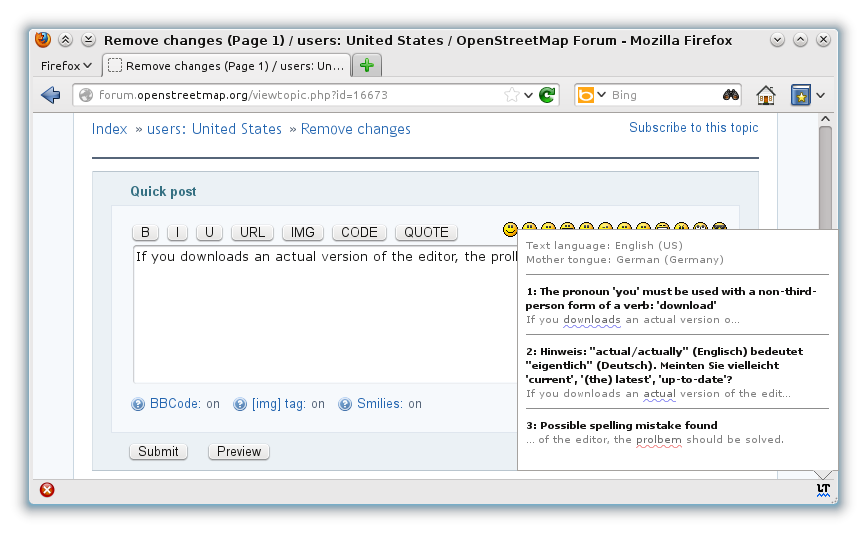 Remove changes (Page 1) / users: United States / OpenStreetMap Forum - Mozilla Firefox
Firefox
Remove changes (Page 1) / users: Un...
forum.openstreetmap.org/viewtopic.php?id=16673
Bing
Index » users: United States » Remove changes
Subscribe to this topic
Quick post
B I U URL IMG CODE QUOTE
If you downloads an actual version of the editor, the prol
BBCode: on [img] tag: on Smilies: on
Submit Preview
Text language: English (US)
Mother tongue: German (Germany)
1: The pronoun 'you' must be used with a non-third-
person form of a verb: 'download'
If you downloads an actual version o...
2: Hinweis: "actual/actually" (Englisch) bedeutet
"eigentlich" (Deutsch). Meinten Sie vielleicht
'current', '(the) latest', 'up-to-date'?
If you downloads an actual version of the edit...
3: Possible spelling mistake found
... of the editor, the prolbem should be solved.
LT